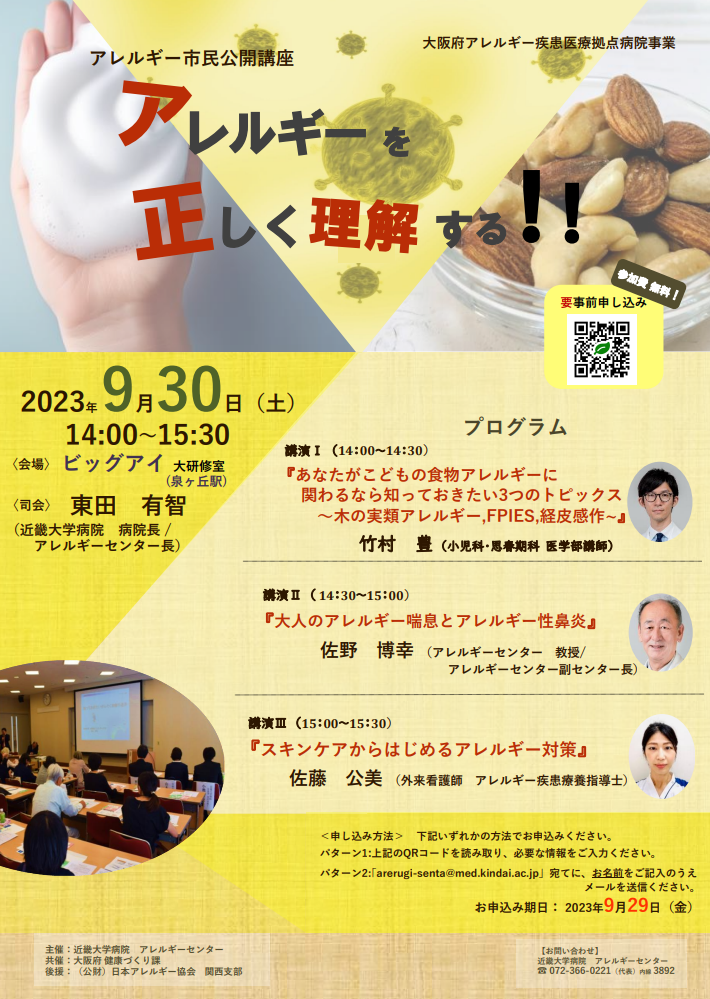 アレルギー市民公開講座
大阪府アレルギー疾患医療拠点病院事業
アレルギーを
正しく理解する!!
参加費 無料!
要事前申し込み
2023年9月30日(土)
14:00~15:30
〈会場〉ビッグアイ 大研修室
(泉ヶ丘駅)
〈司会〉 東田 有智
(近畿大学病院 病院長 /
アレルギーセンター長)
プログラム
講演Ⅰ(14:00~14:30)
『あなたがこどもの食物アレルギーに
関わるなら知っておきたい3つのトピックス
~木の実類アレルギー,FPIES,経皮感作~』
竹村 豊(小児科・思春期科 医学部講師)
講演Ⅱ(14:30~15:00)
『大人のアレルギー喘息とアレルギー性鼻炎』
佐野 博幸 (アレルギーセンター 教授/
アレルギーセンター副センター長)
講演Ⅲ(15:00~15:30)
『スキンケアからはじめるアレルギー対策』
佐藤 公美 (外来看護師 アレルギー疾患療養指導士)
<申し込み方法> 下記いずれかの方法でお申込みください。
パターン1:上記のQRコードを読み取り、必要な情報をご入力ください。
パターン2:「arerugi-senta@med.kindai.ac.jp」宛てに、お名前をご記入のうえ
メールを送信ください。
お申込み期日: 2023年9月29日(金)
主催:近畿大学病院 アレルギーセンター
共催:大阪府 健康づくり課
後援:(公財)日本アレルギー協会 関西支部
【お問い合わせ】
近畿大学病院 アレルギーセンター
☎ 072-366-0221(代表)内線 3892